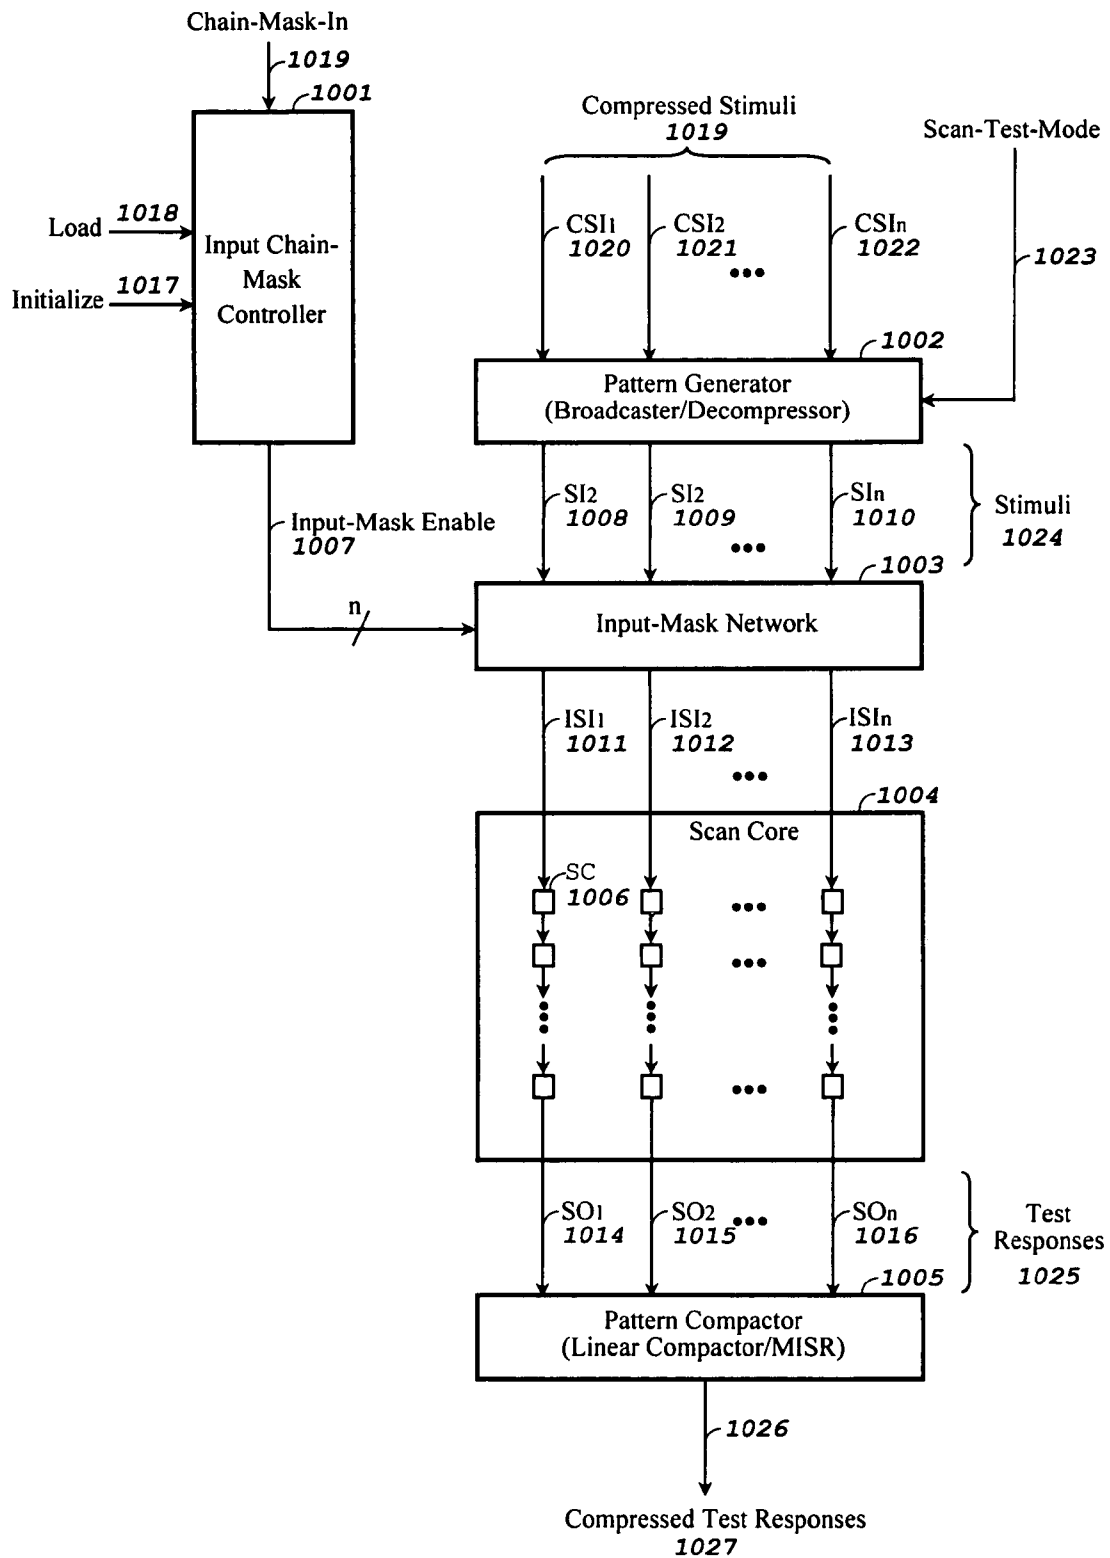 Chain-Mask-In
1019
1001
Compressed Stimuli
1019
Scan-Test-Mode
Load
1018
Initialize
1017
Input Chain-
Mask
Controller
CSI1
1020
CSI2
1021
CSIn
1022
1023
1002
Pattern Generator
(Broadcaster/Decompressor)
SI2
1008
SI2
1009
SIn
1010
Stimuli
1024
Input-Mask Enable
1007
n
1003
Input-Mask Network
ISI1
1011
ISI2
1012
ISIn
1013
1004
Scan Core
SC
1006
SO1
1014
SO2
1015
SOn
1016
Test
Responses
1025
1005
Pattern Compactor
(Linear Compactor/MISR)
1026
Compressed Test Responses
1027